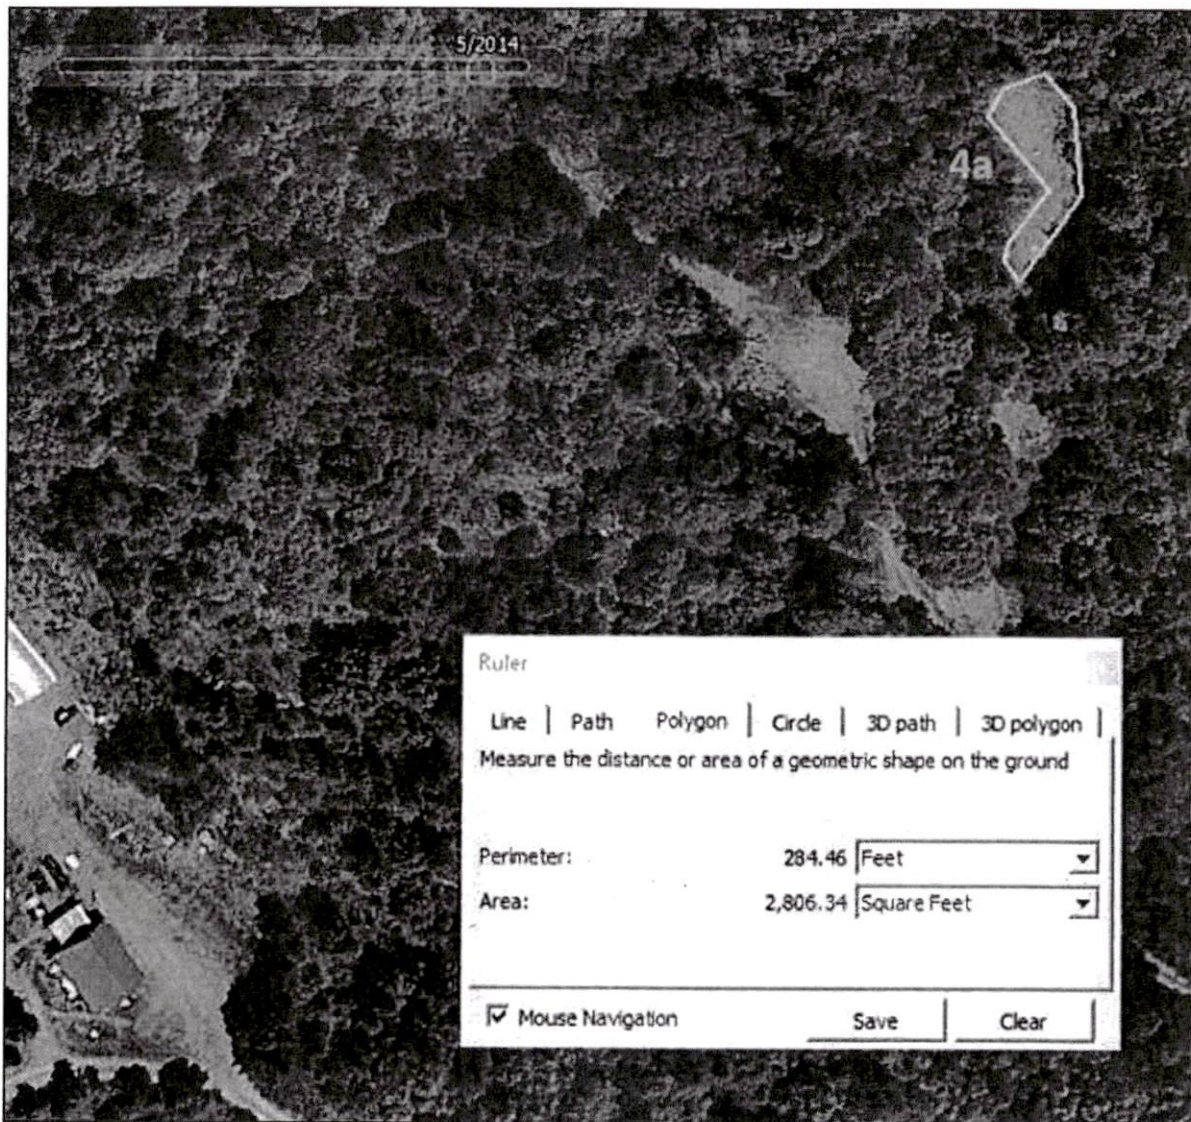 5/2014
4a
Ruler
Line | Path Polygon | Circle | 3D path | 3D polygon |
Measure the distance or area of a geometric shape on the ground
Perimeter: 284.46 Feet
Area: 2,806.34 Square Feet
Mouse Navigation Save Clear